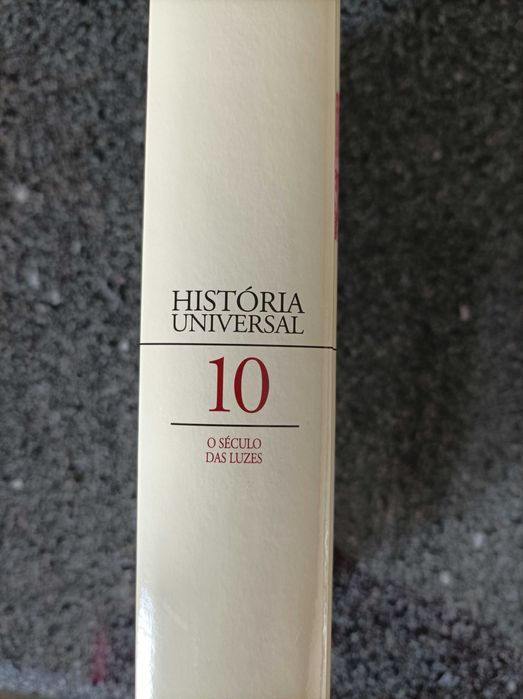 HISTÓRIA
UNIVERSAL
10
O SÉCULO
DAS LUZES